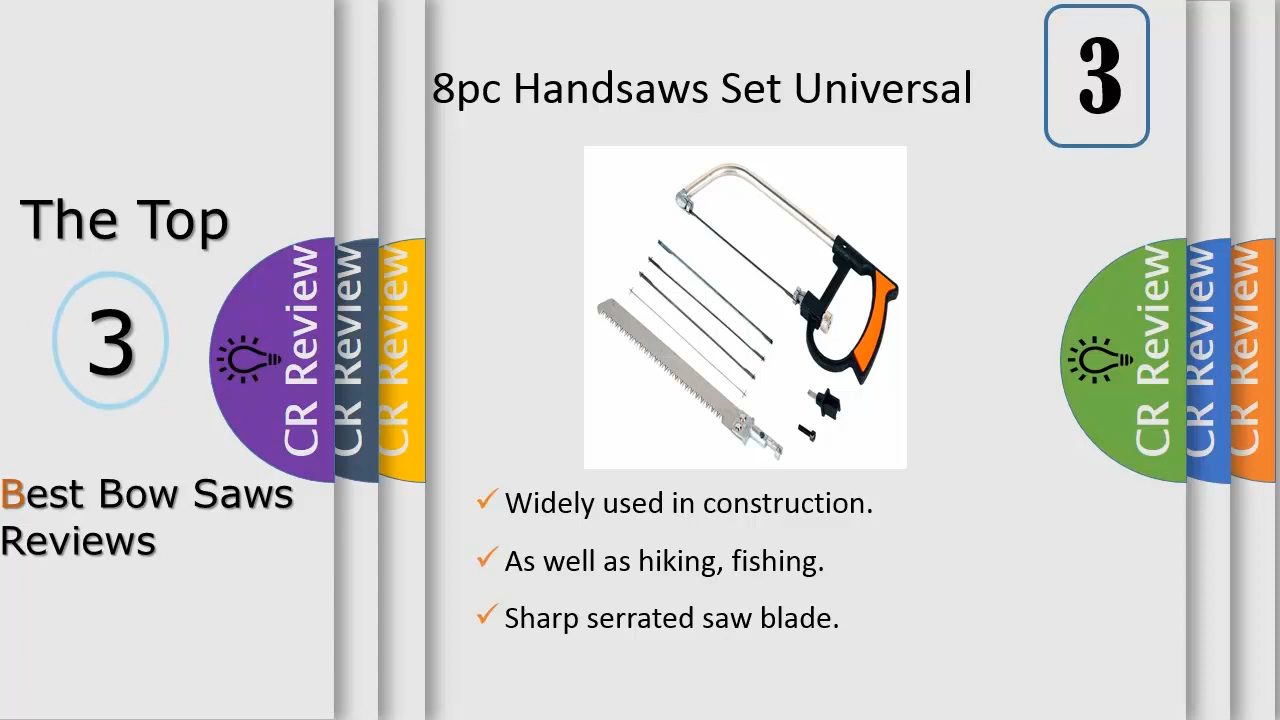 The Top
3
Best Bow Saws
Reviews
CR Review
CR Review
CR Review
8pc Handsaws Set Universal
3
✓ Widely used in construction.
✓ As well as hiking, fishing.
✓ Sharp serrated saw blade.
CR Review
CR Review
CR Review